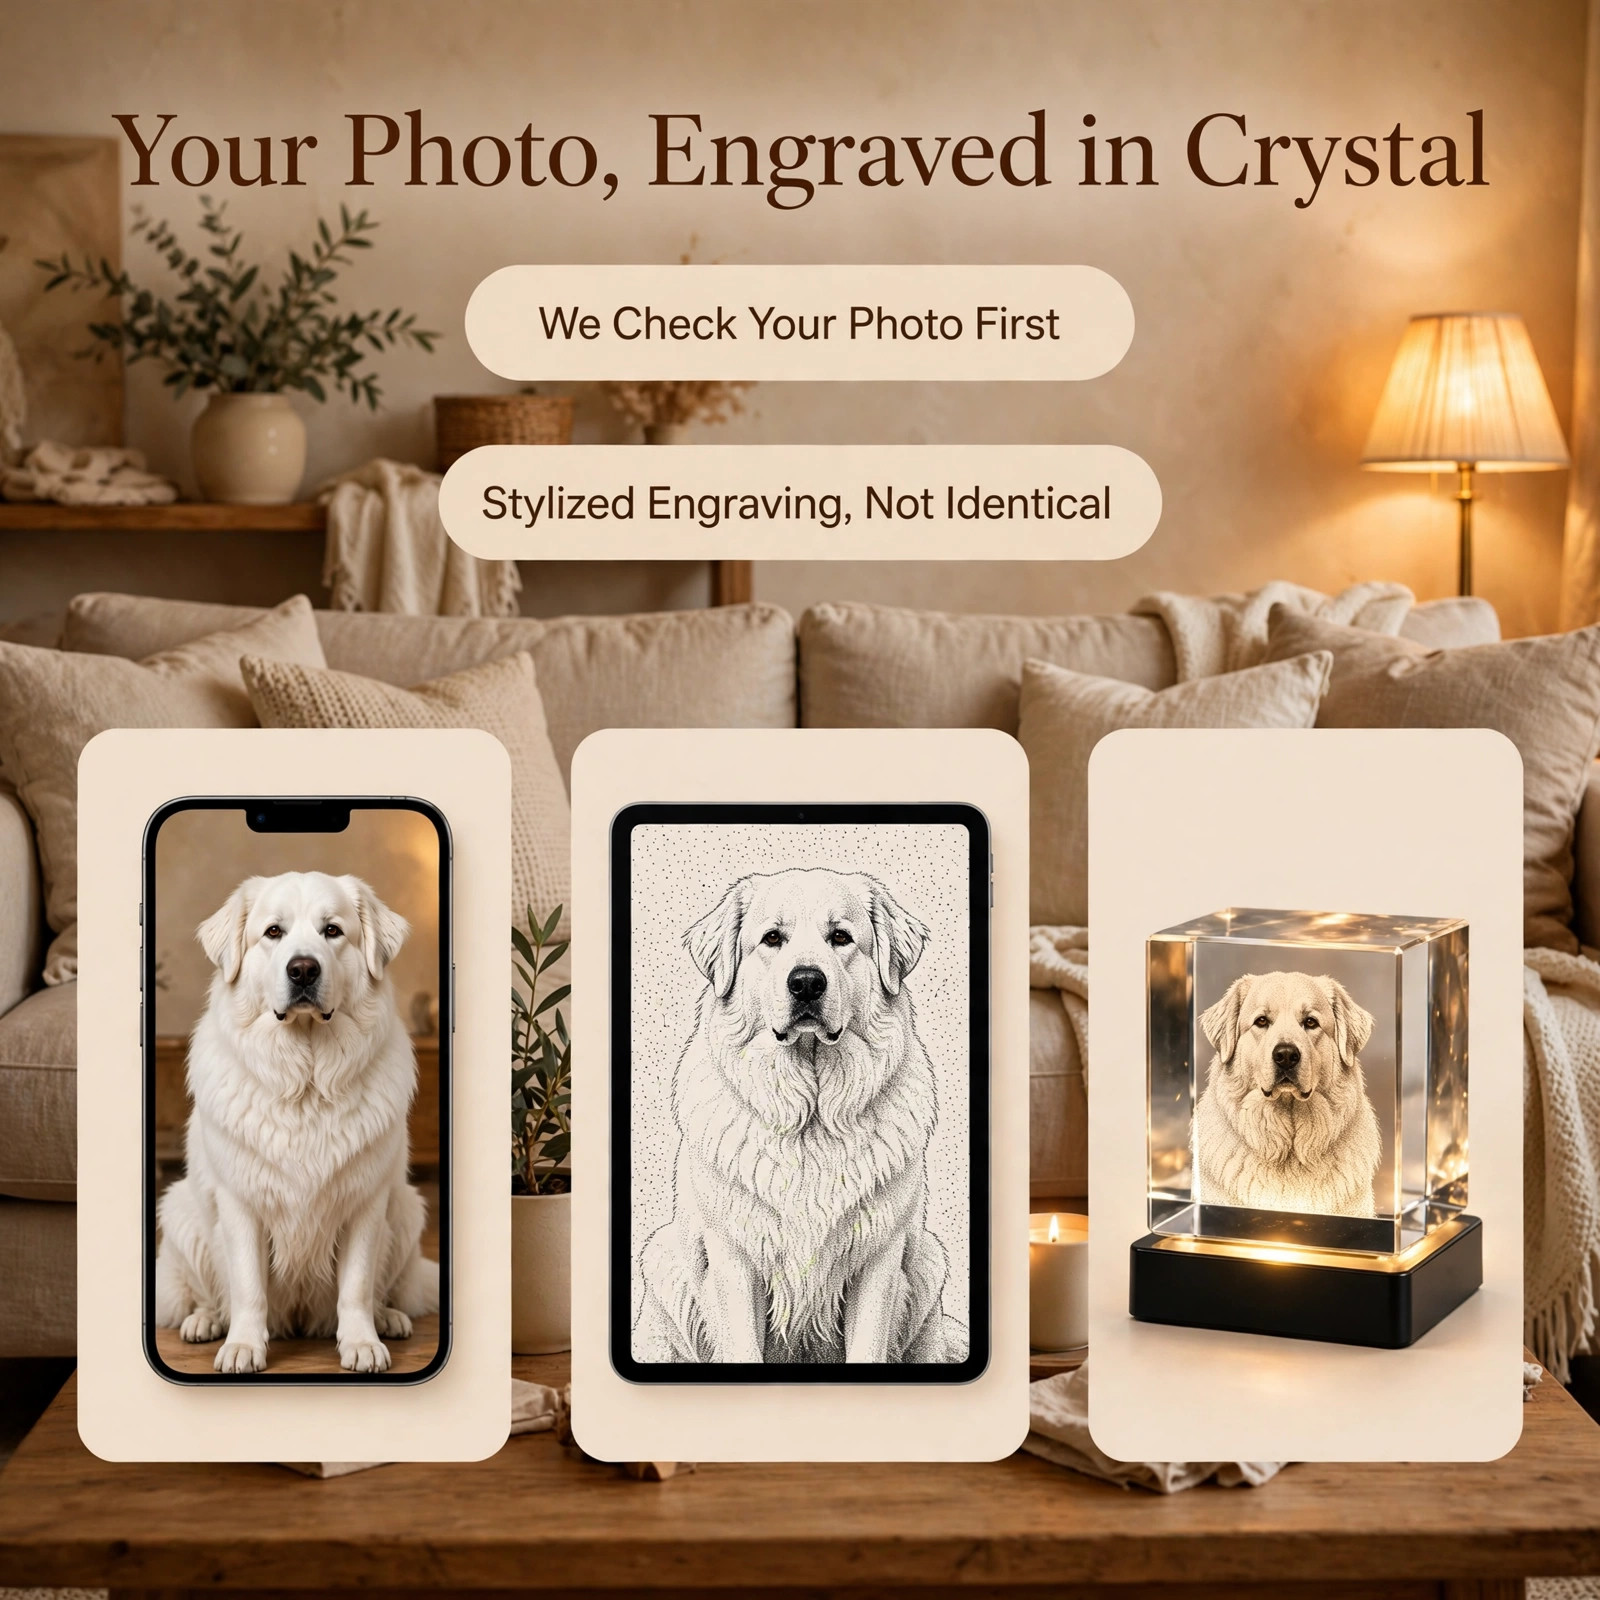 Your Photo, Engraved in Crystal
We Check Your Photo First
Stylized Engraving, Not Identical